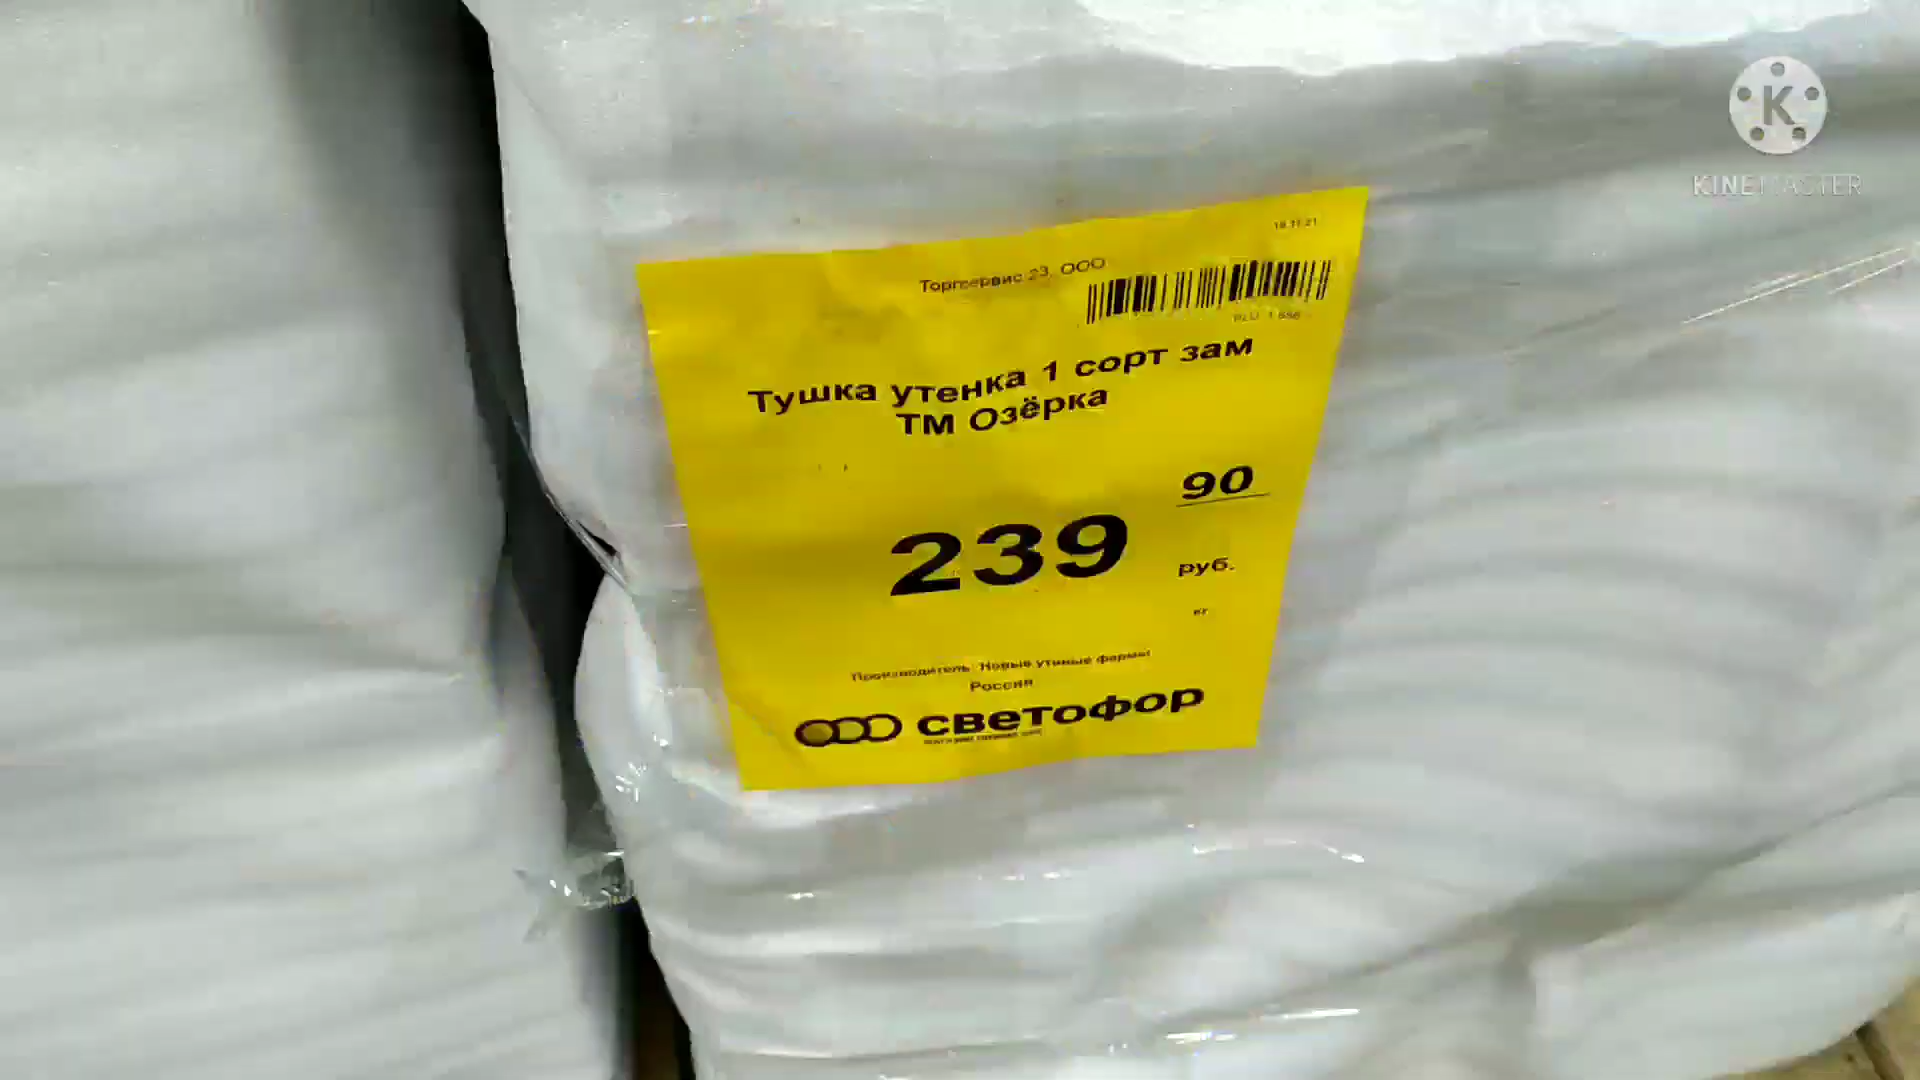 KINEMASTER
Торгсервис 23, ООО
Тушка утенка 1 сорт зам
ТМ Озёрка
239
90
руб.
кг
Производитель Новые утиные фермы
Россия
светофор